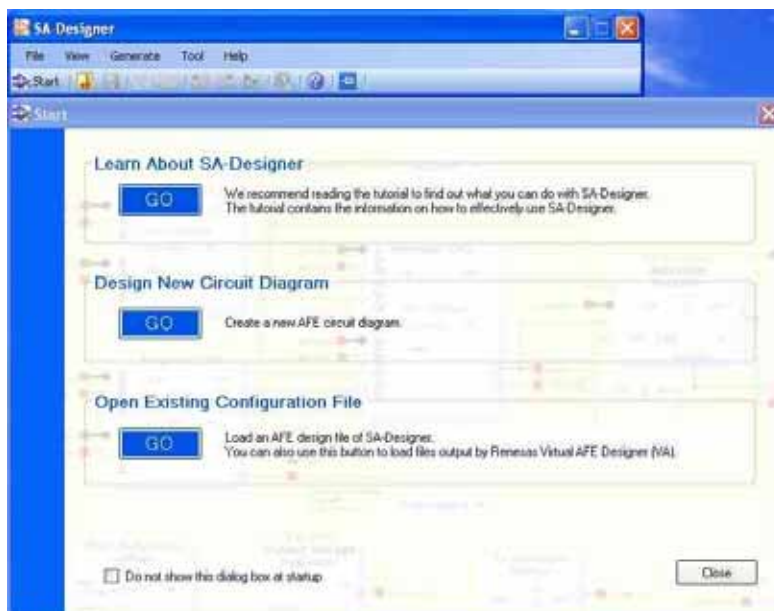 SA-Designer
File View Generate Tool Help
Start
Start
Learn About SA-Designer
GO
We recommend reading the tutorial to find out what you can do with SA-Designer.
The tutorial contains the information on how to effectively use SA-Designer.
Design New Circuit Diagram
GO
Create a new AFE circuit diagram.
Open Existing Configuration File
GO
Load an AFE design file of SA-Designer.
You can also use this button to load files output by Renesas Virtual AFE Designer (VA).
Do not show this dialog box at startup
Close